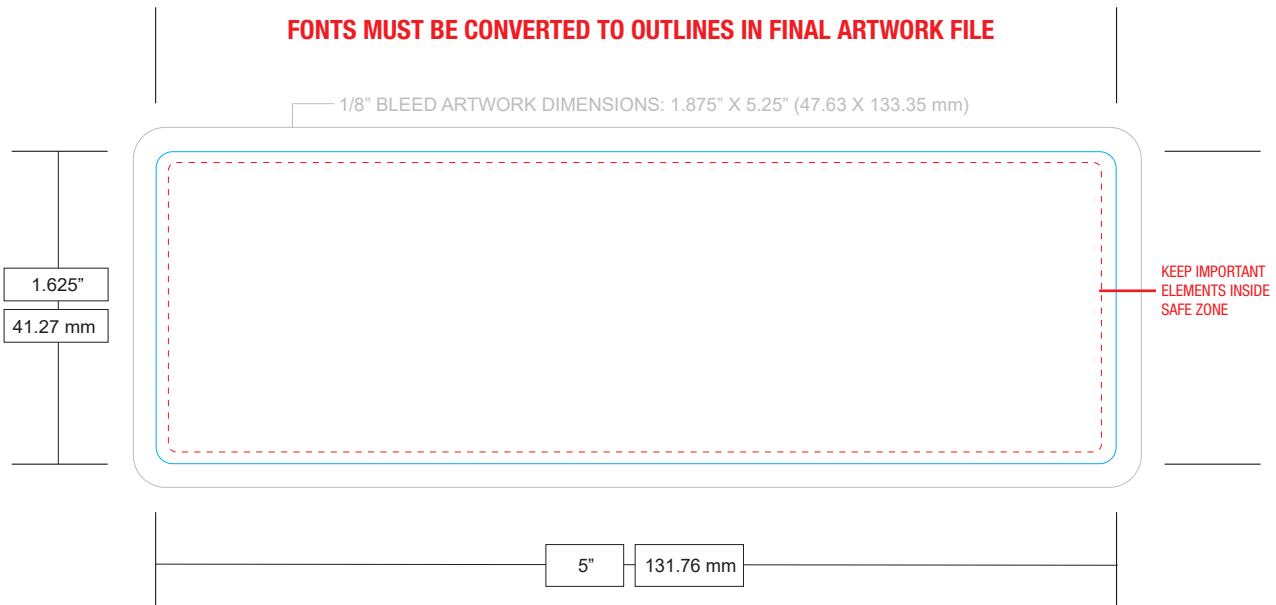 FONTS MUST BE CONVERTED TO OUTLINES IN FINAL ARTWORK FILE
1/8” BLEED ARTWORK DIMENSIONS: 1.875” X 5.25” (47.63 X 133.35 mm)
1.625”
41.27 mm
KEEP IMPORTANT
ELEMENTS INSIDE
SAFE ZONE
5” 131.76 mm